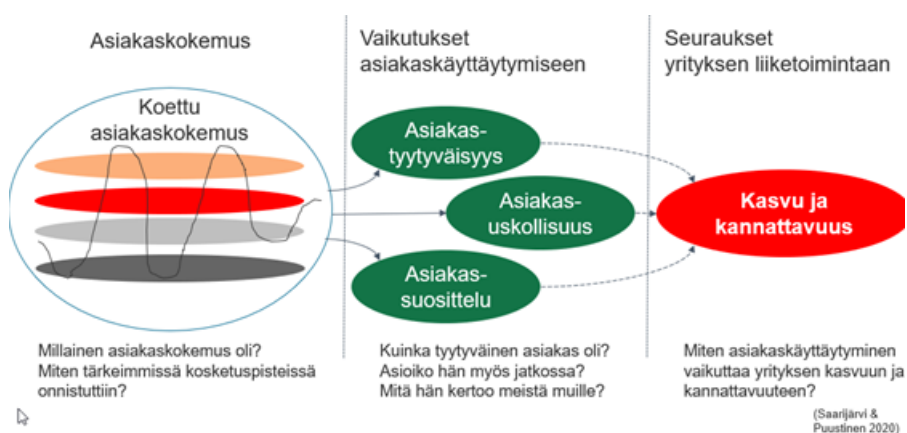 Asiakaskokemus
Koettu
asiakaskokemus
Millainen asiakaskokemus oli?
Miten tärkeimmissä kosketuspisteissä
onnistuttiin?
Vaikutukset
asiakaskäyttäytymiseen
Asiakas-
tyytyväisyys
Asiakas-
uskollisuus
Asiakas-
suosittelu
Kuinka tyytyväinen asiakas oli?
Asioiko hän myös jatkossa?
Mitä hän kertoo meistä muille?
Seuraukset
yrityksen liiketoimintaan
Kasvu ja
kannattavuus
Miten asiakaskäyttäytyminen
vaikuttaa yrityksen kasvuun ja
kannattavuuteen?
(Saarijärvi &
Puustinen 2020)